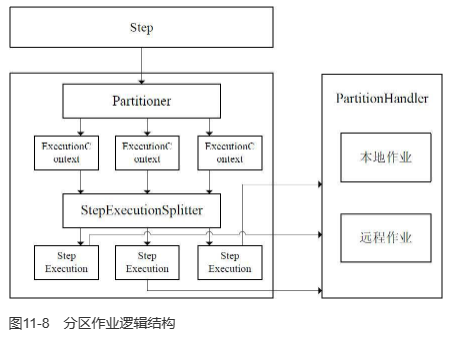 Step
Partitioner
PartitionHandler
ExecutionC
ontext
ExecutionC
ontext
ExecutionC
ontext
本地作业
StepExecutionSplitter
远程作业
Step
Execution
Step
Execution
Step
Execution
图11-8 分区作业逻辑结构